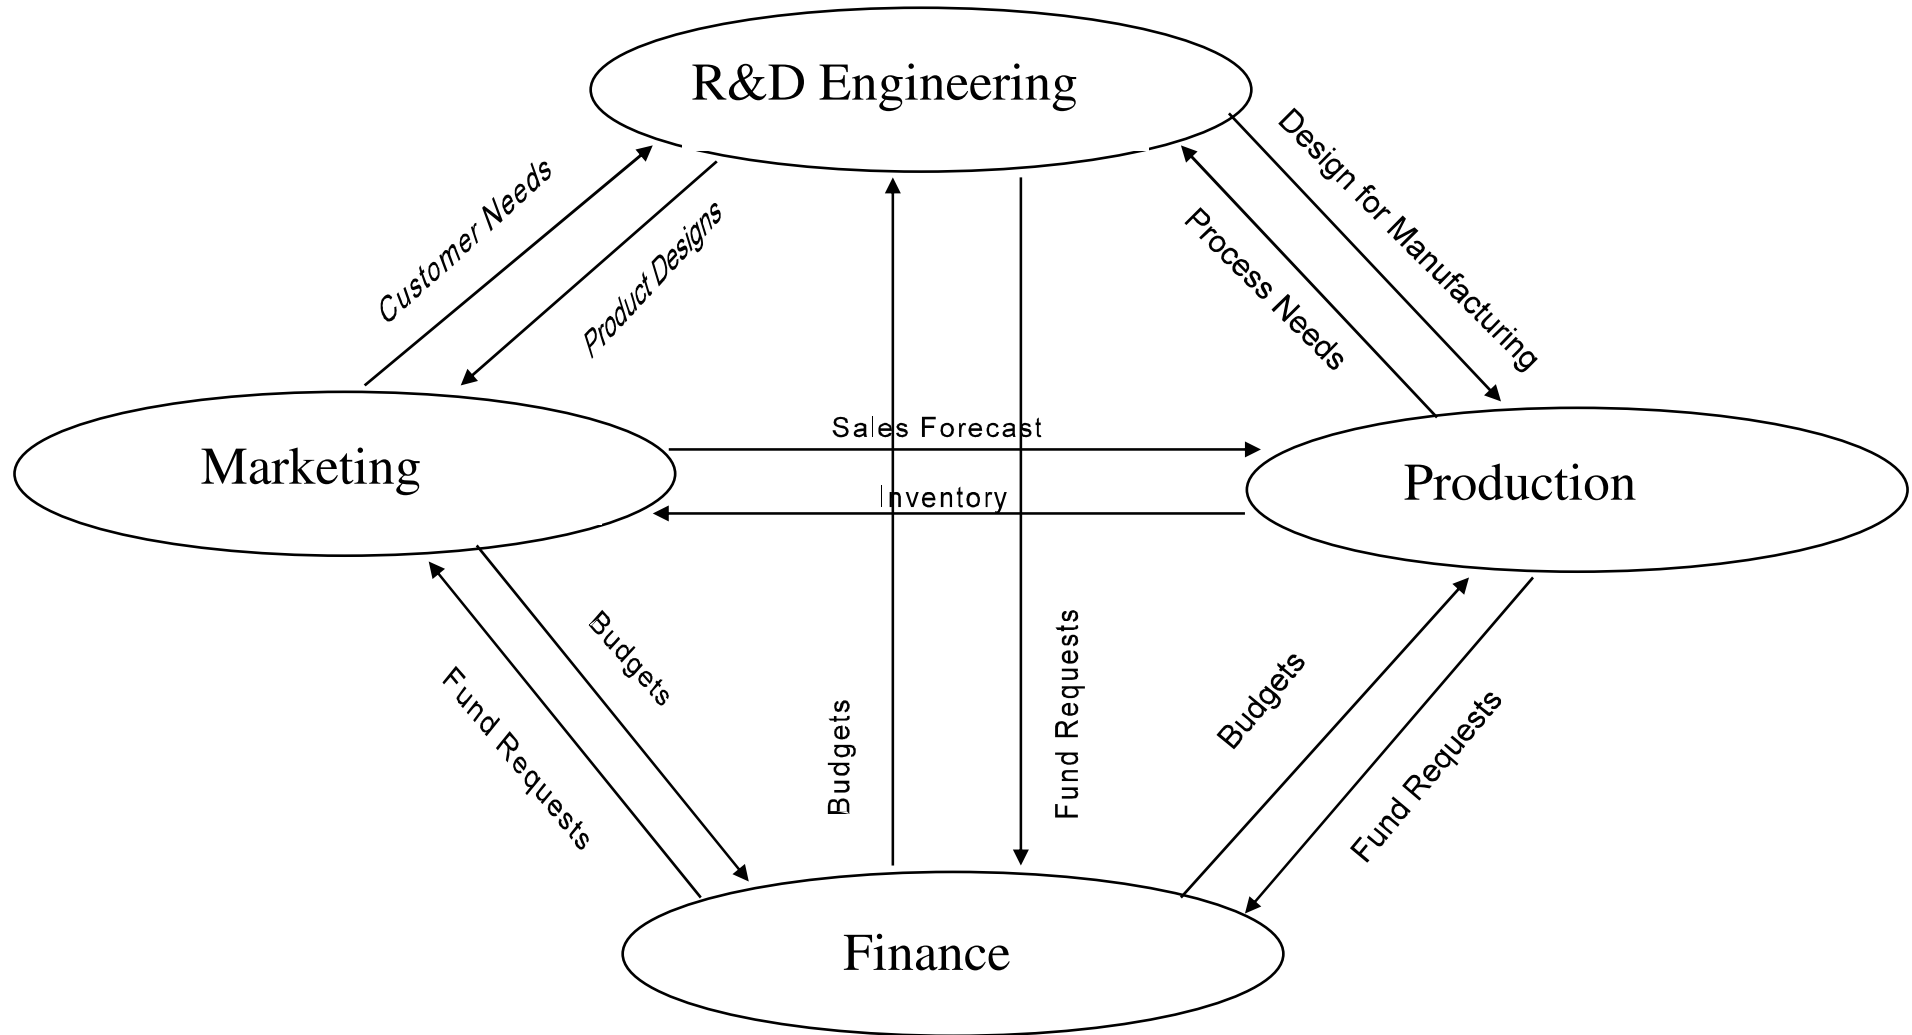 R&D Engineering
Customer Needs
Product Designs
Design for Manufacturing
Process Needs
Marketing
Sales Forecast
Inventory
Production
Fund Requests
Budgets
Budgets
Fund Requests
Budgets
Fund Requests
Finance